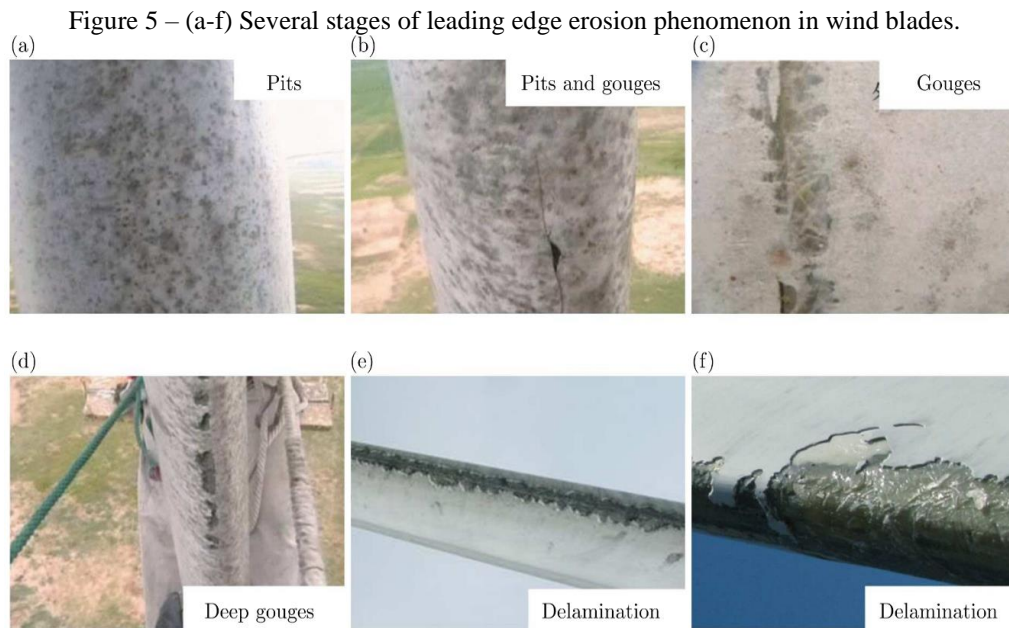 Figure 5 – (a-f) Several stages of leading edge erosion phenomenon in wind blades.
(a)
Pits
(b)
Pits and gouges
(c)
Gouges
(d)
Deep gouges
(e)
Delamination
(f)
Delamination